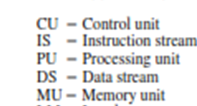 CU = Control unit
IS = Instruction stream
PU = Processing unit
DS = Data stream
MU = Memory unit